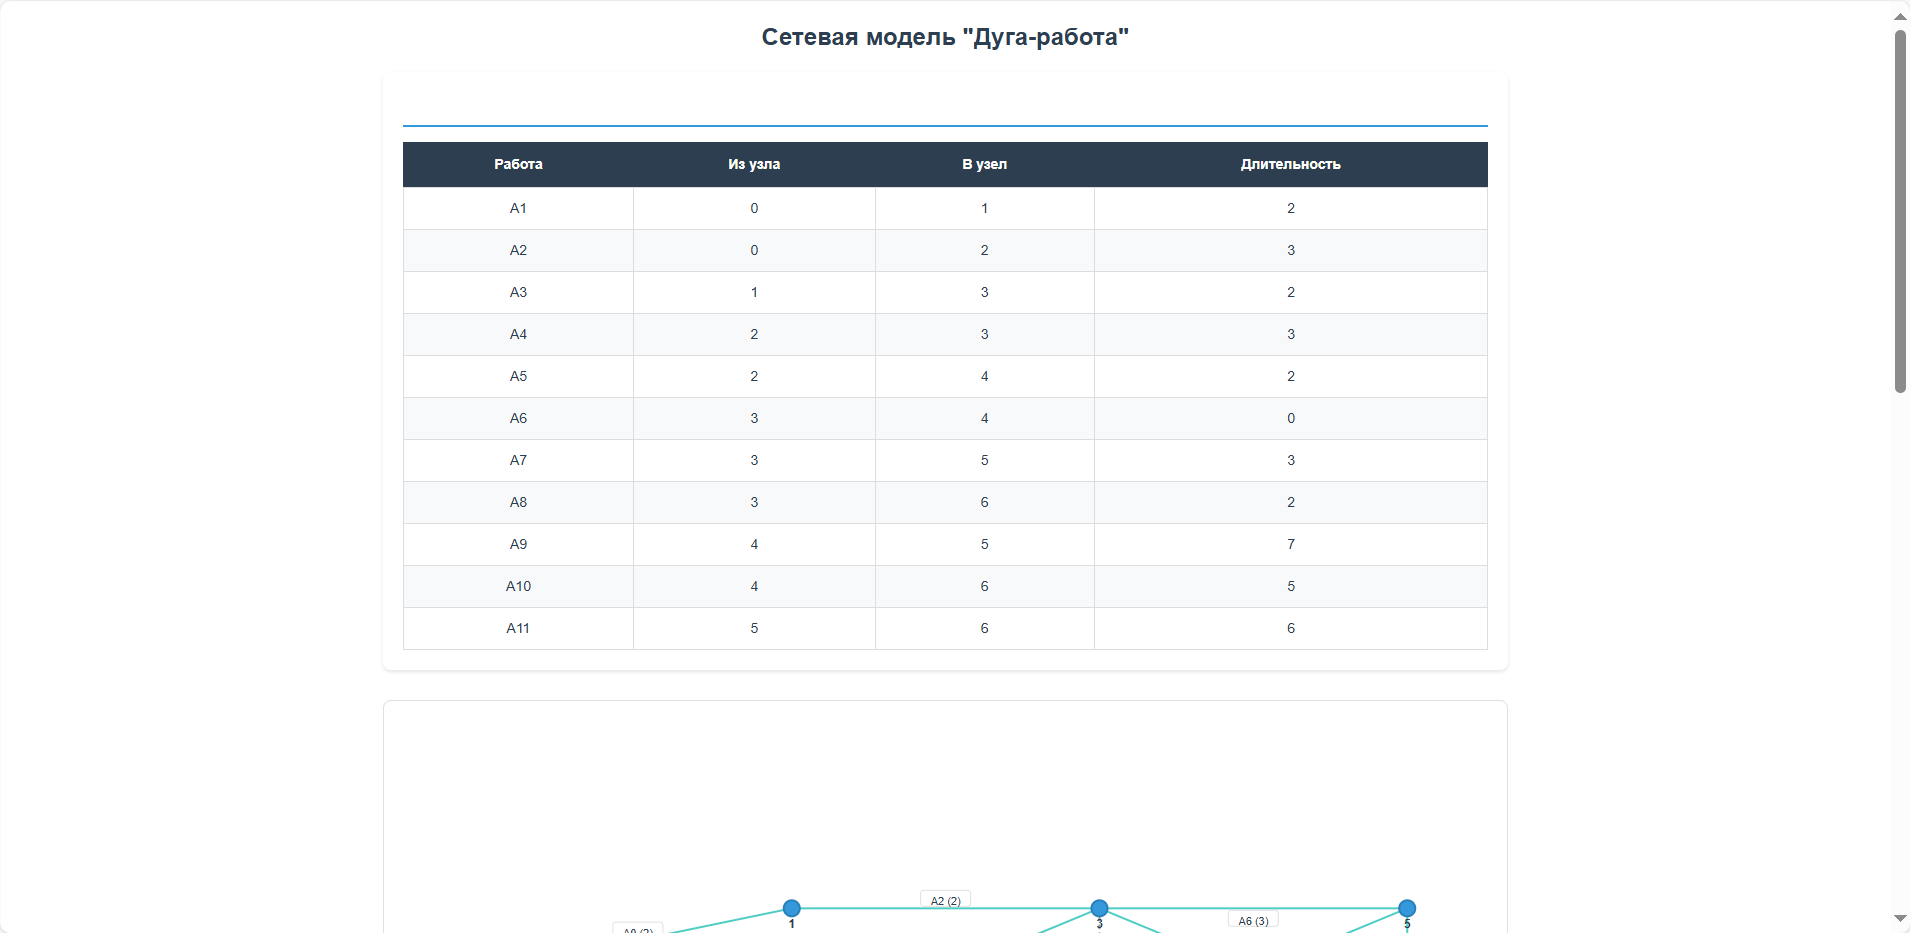 Сетевая модель "Дуга-работа"
Работа Из узла В узел Длительность
A1 0 1 2
A2 0 2 3
A3 1 3 2
A4 2 3 3
A5 2 4 2
A6 3 4 0
A7 3 5 3
A8 3 6 2
A9 4 5 7
A10 4 6 5
A11 5 6 6
A2 (2)
A6 (3)
1 3 5